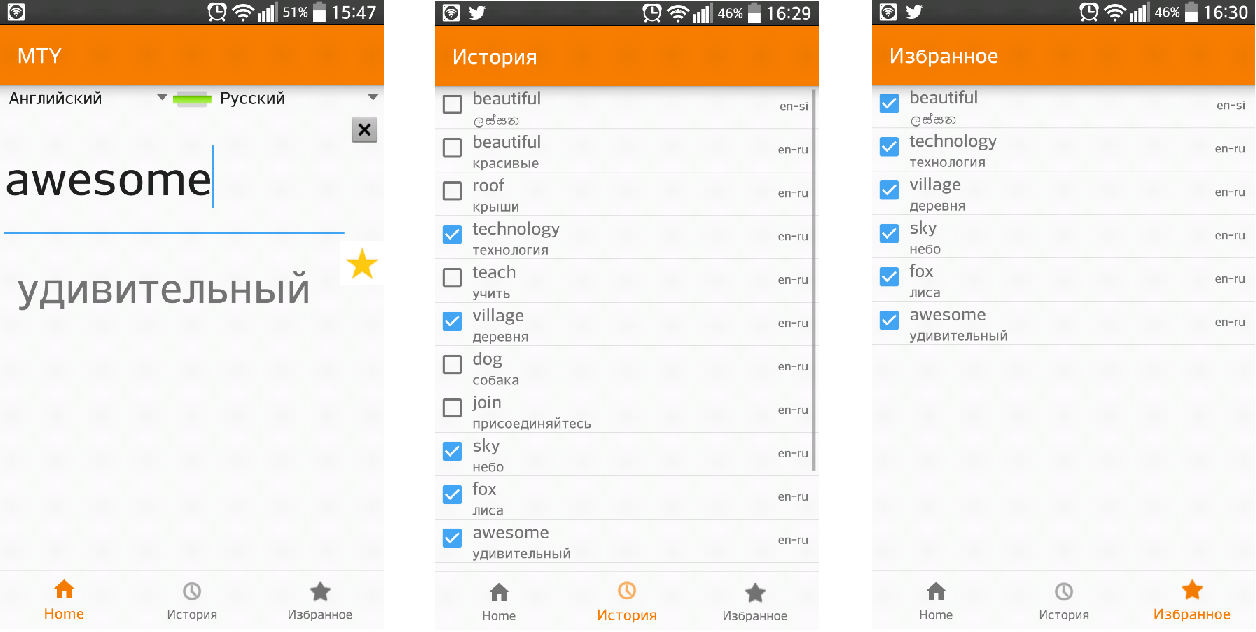 51% 15:47
MTY
Английский Русский
awesome
удивительный
Home История Избранное
46% 16:29
История
beautiful
ලස්සන
en-si
beautiful
красивые
en-ru
roof
крыши
en-ru
technology
технология
en-ru
teach
учить
en-ru
village
деревня
en-ru
dog
собака
en-ru
join
присоединяйтесь
en-ru
sky
небо
en-ru
fox
лиса
en-ru
awesome
удивительный
en-ru
Home История Избранное
46% 16:30
Избранное
beautiful
ලස්සන
en-si
technology
технология
en-ru
village
деревня
en-ru
sky
небо
en-ru
fox
лиса
en-ru
awesome
удивительный
en-ru
Home История Избранное